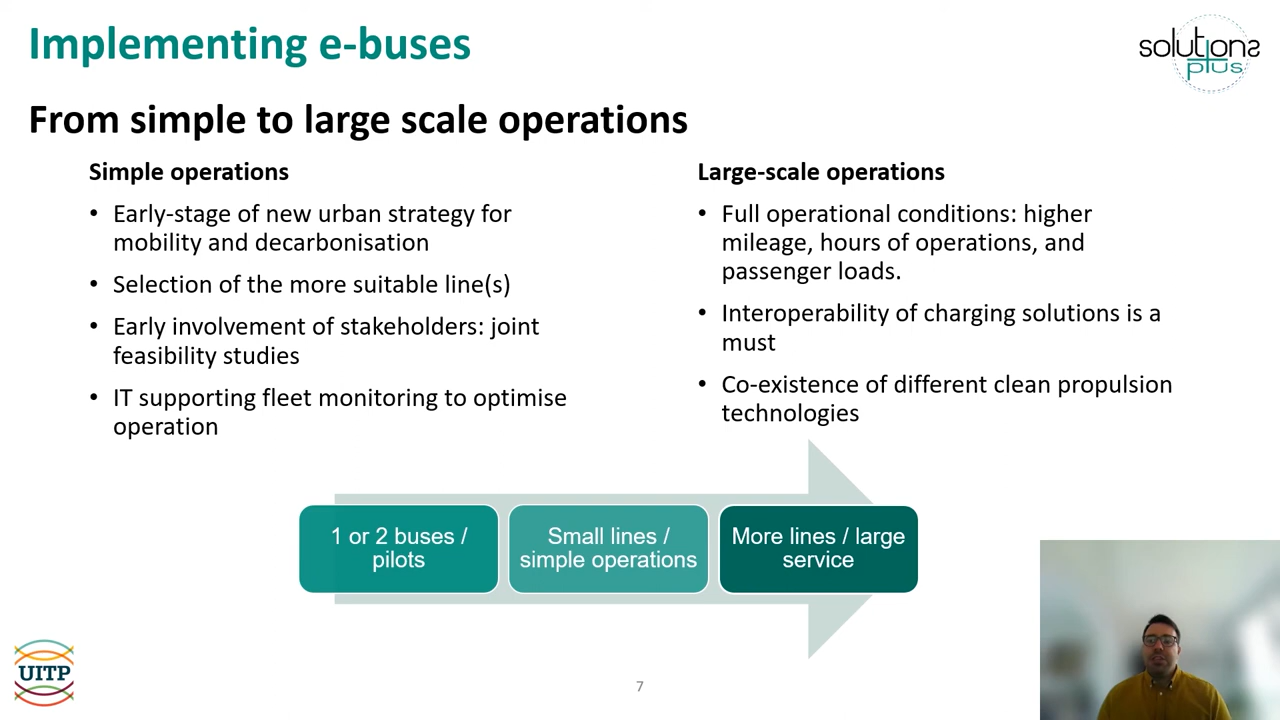 Implementing e-buses
solutions
plus
From simple to large scale operations
Simple operations
• Early-stage of new urban strategy for
mobility and decarbonisation
• Selection of the more suitable line(s)
• Early involvement of stakeholders: joint
feasibility studies
• IT supporting fleet monitoring to optimise
operation
Large-scale operations
• Full operational conditions: higher
mileage, hours of operations, and
passenger loads.
• Interoperability of charging solutions is a
must
• Co-existence of different clean propulsion
technologies
1 or 2 buses /
pilots
Small lines /
simple operations
More lines / large
service
UITP
7